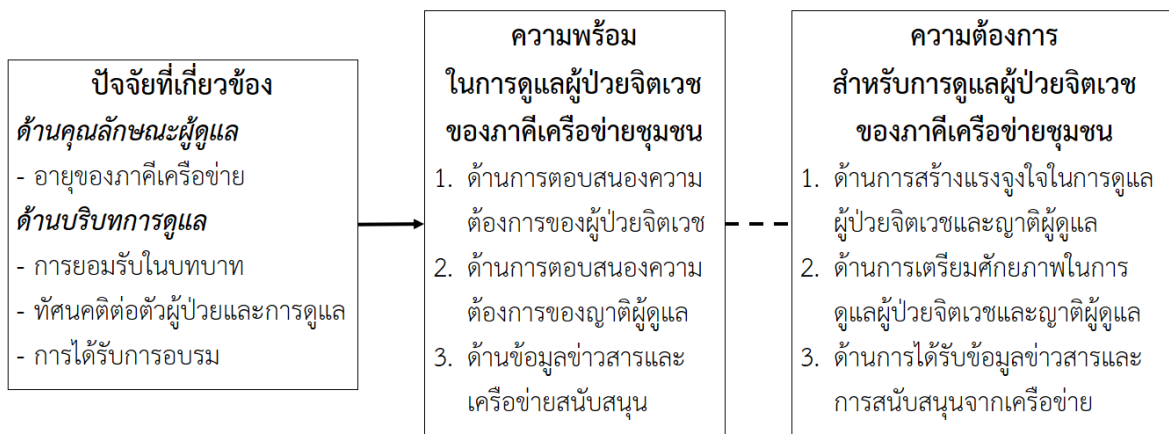 ปัจจัยที่เกี่ยวข้อง
ด้านคุณลักษณะผู้ดูแล
- อายุของภาคีเครือข่าย
ด้านบริบทการดูแล
- การยอมรับในบทบาท
- ทัศนคติต่อตัวผู้ป่วยและการดูแล
- การได้รับการอบรม
ความพร้อม
ในการดูแลผู้ป่วยจิตเวช
ของภาคีเครือข่ายชุมชน
1. ด้านการตอบสนองความ
ต้องการของผู้ป่วยจิตเวช
2. ด้านการตอบสนองความ
ต้องการของญาติผู้ดูแล
3. ด้านข้อมูลข่าวสารและ
เครือข่ายสนับสนุน
ความต้องการ
สำหรับการดูแลผู้ป่วยจิตเวช
ของภาคีเครือข่ายชุมชน
1. ด้านการสร้างแรงจูงใจในการดูแล
ผู้ป่วยจิตเวชและญาติผู้ดูแล
2. ด้านการเตรียมศักยภาพในการ
ดูแลผู้ป่วยจิตเวชและญาติผู้ดูแล
3. ด้านการได้รับข้อมูลข่าวสารและ
การสนับสนุนจากเครือข่าย